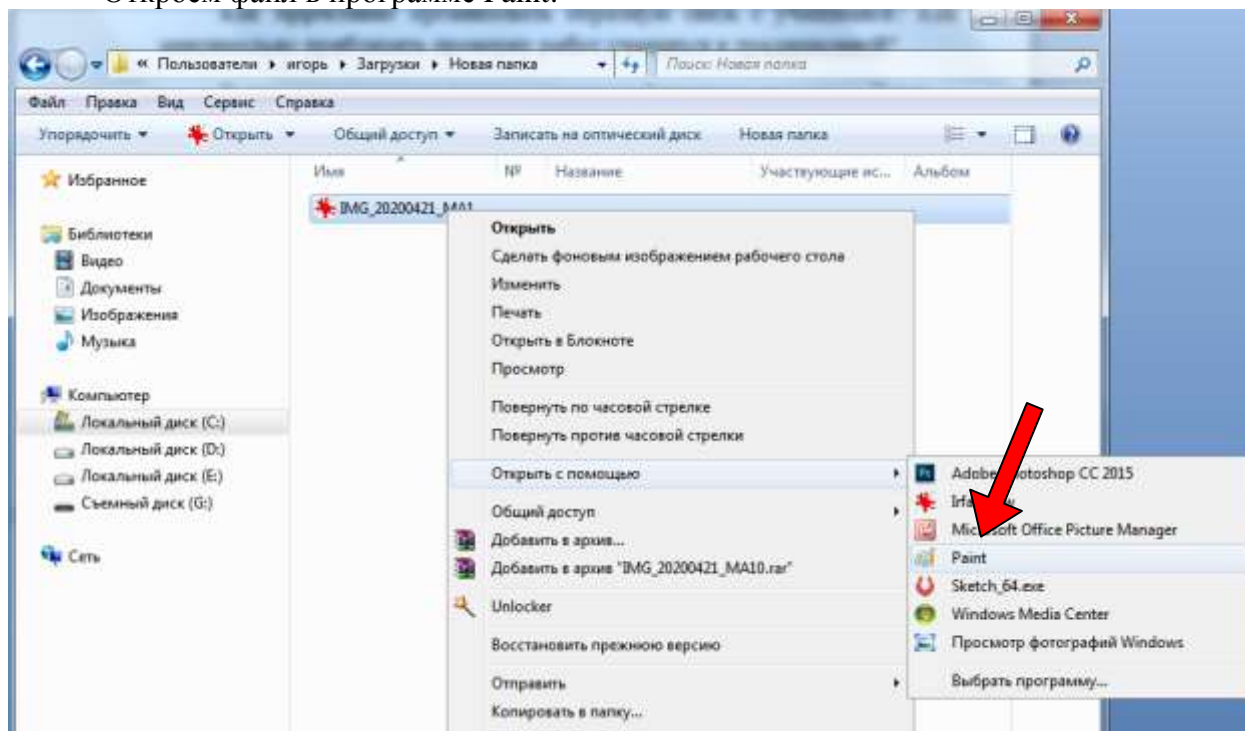 Откроем файл в программе Paint.
« Пользователи ▸ игорь ▸ Загрузки ▸ Новая папка
Поиск: Новая папка
Файл Правка Вид Сервис Справка
Упорядочить Открыть Общий доступ Записать на оптический диск Новая папка
Имя № Название Участвующие ис... Альбом
IMG_20200421_MA1
Избранное
Библиотеки
Видео
Документы
Изображения
Музыка
Компьютер
Локальный диск (C:)
Локальный диск (D:)
Локальный диск (E:)
Съемный диск (G:)
Сеть
Открыть
Сделать фоновым изображением рабочего стола
Изменить
Печать
Открыть в Блокноте
Просмотр
Повернуть по часовой стрелке
Повернуть против часовой стрелки
Открыть с помощью
Общий доступ
Добавить в архив...
Добавить в архив "IMG_20200421_MA10.rar"
Unlocker
Восстановить прежнюю версию
Отправить
Копировать в папку...
Adobe Photoshop CC 2015
Microsoft Office Picture Manager
Paint
Sketch_64.exe
Windows Media Center
Просмотр фотографий Windows
Выбрать программу...